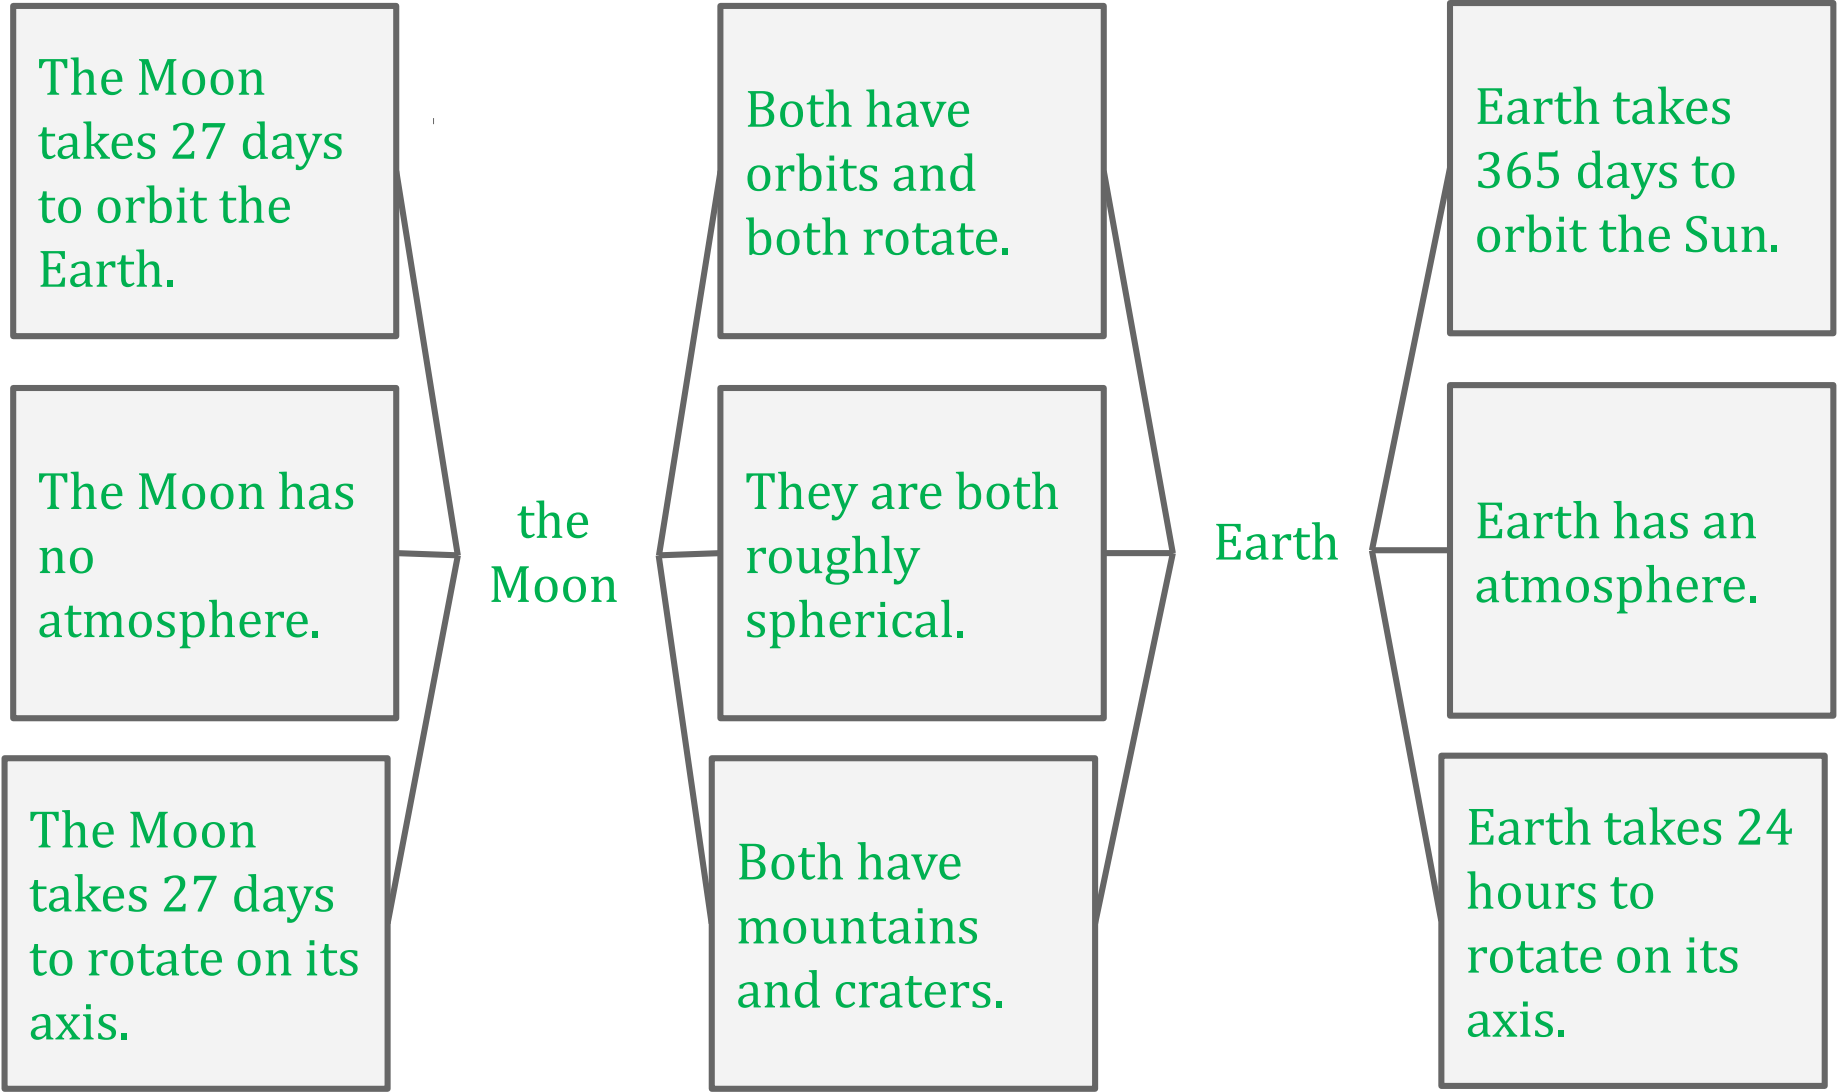 The Moon
takes 27 days
to orbit the
Earth.
The Moon has
no
atmosphere.
The Moon
takes 27 days
to rotate on its
axis.
the
Moon
Both have
orbits and
both rotate.
They are both
roughly
spherical.
Both have
mountains
and craters.
Earth
Earth takes
365 days to
orbit the Sun.
Earth has an
atmosphere.
Earth takes 24
hours to
rotate on its
axis.